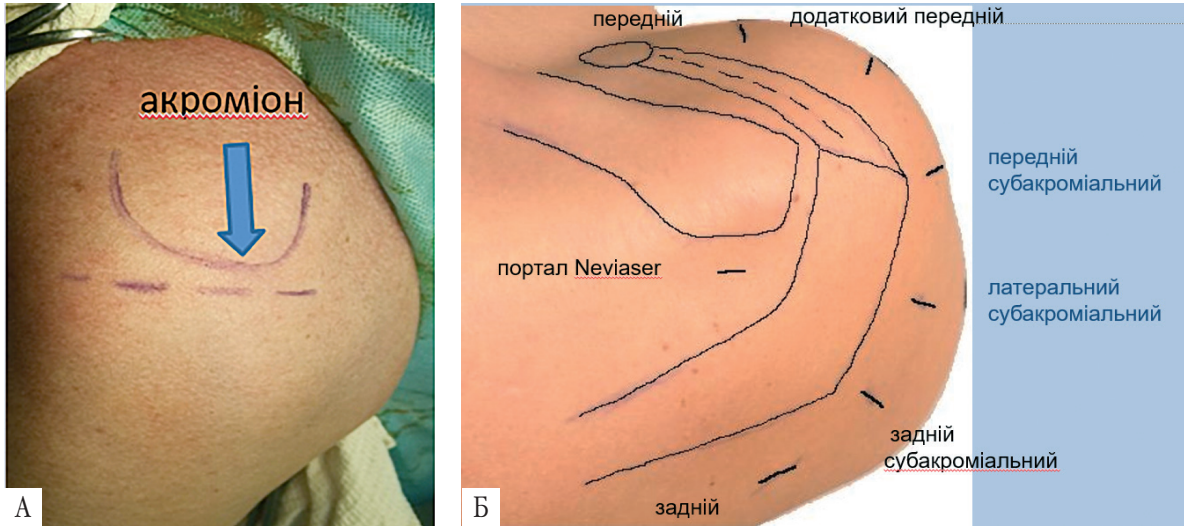 акроміон
А
передній
додатковий передній
передній
субакроміальний
портал Neviaser
латеральний
субакроміальний
задній
субакроміальний
задній
Б